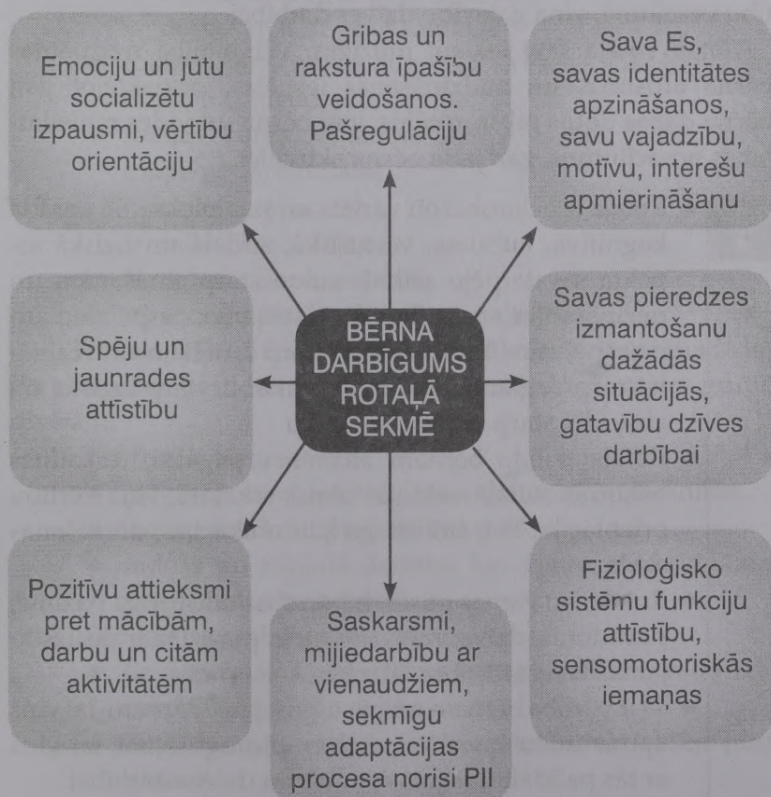 Emociju un jūtu
socializētu
izpausmi, vērtību
orientāciju
Gribas un
rakstura īpašību
veidošanos.
Pašregulāciju
Sava Es,
savas identitātes
apzināšanos,
savu vajadzību,
motīvu, interešu
apmierināšanu
Spēju un
jaunrades
attīstību
BĒRNA
DARBĪGUMS
ROTAĻĀ
SEKMĒ
Savas pieredzes
izmantošanu
dažādās
situācijās,
gatavību dzīves
darbībai
Pozitīvu attieksmi
pret mācībām,
darbu un citām
aktivitātēm
Saskarsmi,
mijiedarbību ar
vienaudžiem,
sekmīgu
adaptācijas
procesa norisi PII
Fizioloģisko
sistēmu funkciju
attīstību,
sensomotoriskās
iemaņas